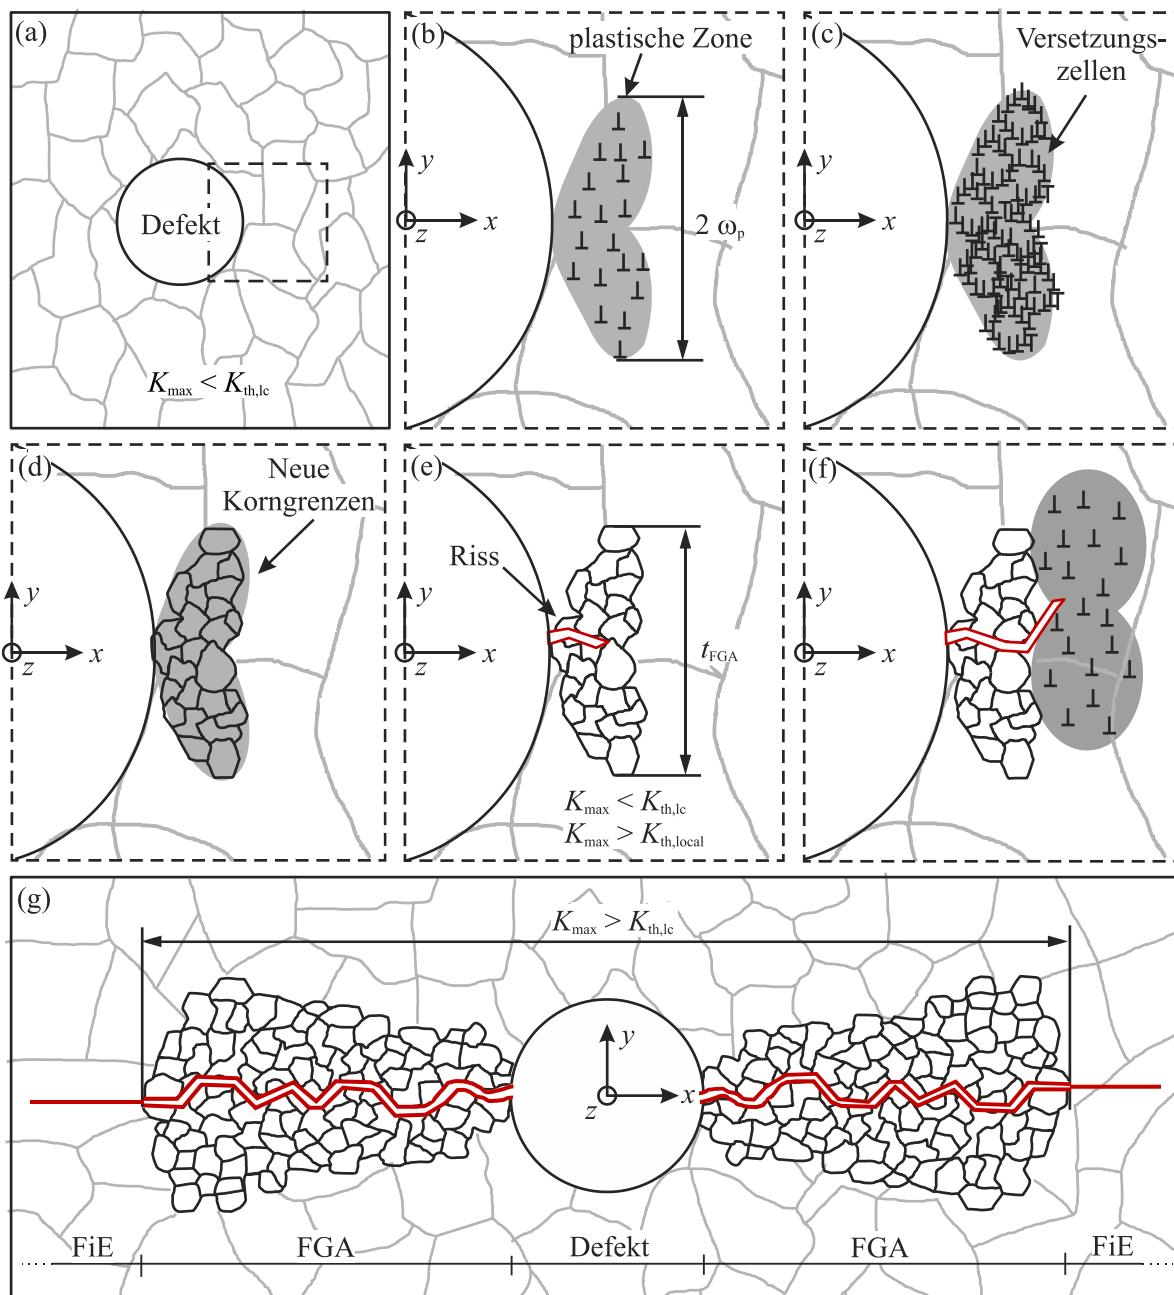 (a)
Defekt
K_max < K_th,lc
(b)
plastische Zone
y
x
z
2 ω_p
(c)
Versetzungs-
zellen
y
x
z
(d)
Neue
Korngrenzen
y
x
z
(e)
Riss
y
x
z
t_FGA
K_max < K_th,lc
K_max > K_th,local
(f)
y
x
z
(g)
K_max > K_th,lc
y
x
z
FiE FGA Defekt FGA FiE